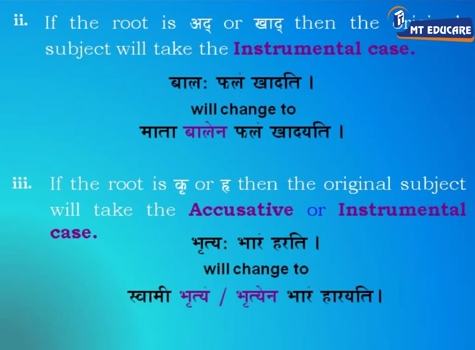 ii. If the root is अद् or खाद् then the
MT EDUCARE
subject will take the Instrumental case.
बालः फलं खादति ।
will change to
माता बालेन फलं खादयति ।
iii. If the root is कृ or हृ then the original subject
will take the Accusative or Instrumental
case.
भृत्यः भारं हरति ।
will change to
स्वामी भृत्यं / भृत्येन भारं हारयति ।